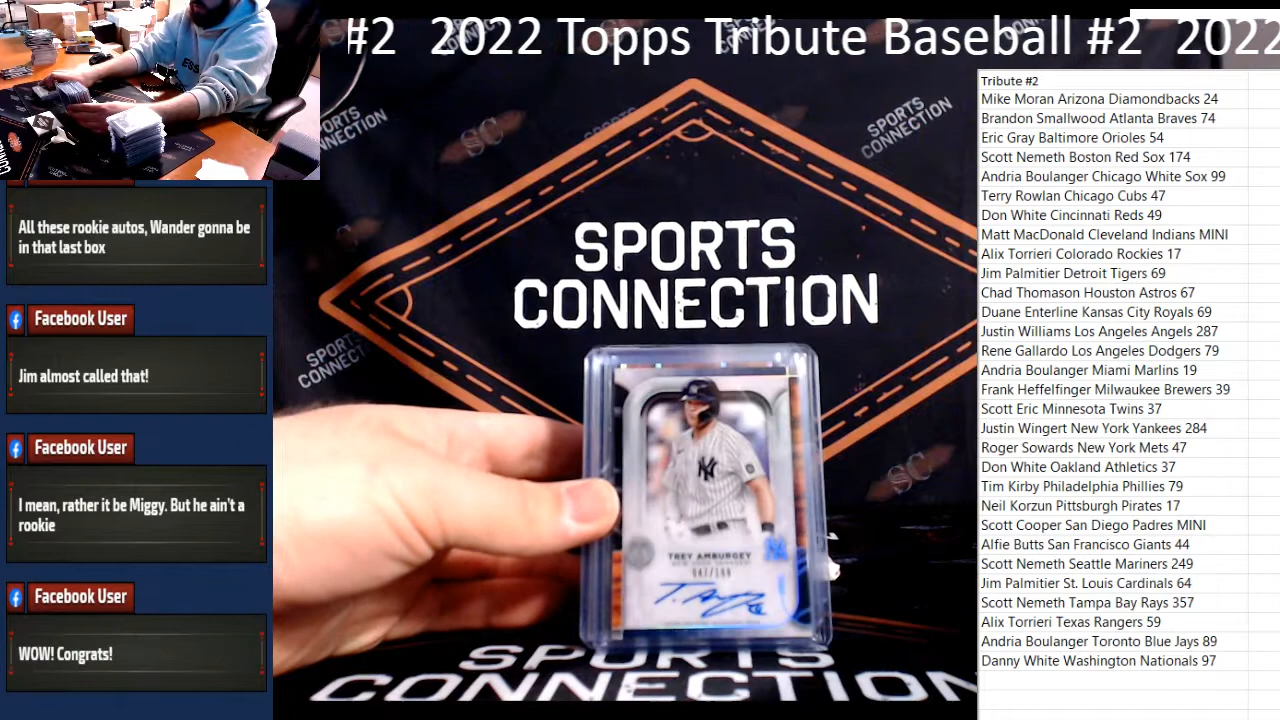 #2 2022 Topps Tribute Baseball #2 2022
All these rookie autos, Wander gonna be
in that last box
Facebook User
Jim almost called that!
Facebook User
I mean, rather it be Miggy. But he ain't a
rookie
Facebook User
WOW! Congrats!
SPORTS
CONNECTION
SPORTS
CONNECTION
SPORTS
CONNECTION
SC
SC
TREY AMBURGEY
NEW YORK YANKEES
SPORTS
CONNECTION
Tribute #2
Mike Moran Arizona Diamondbacks 24
Brandon Smallwood Atlanta Braves 74
Eric Gray Baltimore Orioles 54
Scott Nemeth Boston Red Sox 174
Andria Boulanger Chicago White Sox 99
Terry Rowlan Chicago Cubs 47
Don White Cincinnati Reds 49
Matt MacDonald Cleveland Indians MINI
Alix Torrieri Colorado Rockies 17
Jim Palmitier Detroit Tigers 69
Chad Thomason Houston Astros 67
Duane Enterline Kansas City Royals 69
Justin Williams Los Angeles Angels 287
Rene Gallardo Los Angeles Dodgers 79
Andria Boulanger Miami Marlins 19
Frank Heffelfinger Milwaukee Brewers 39
Scott Eric Minnesota Twins 37
Justin Wingert New York Yankees 284
Roger Sowards New York Mets 47
Don White Oakland Athletics 37
Tim Kirby Philadelphia Phillies 79
Neil Korzun Pittsburgh Pirates 17
Scott Cooper San Diego Padres MINI
Alfie Butts San Francisco Giants 44
Scott Nemeth Seattle Mariners 249
Jim Palmitier St. Louis Cardinals 64
Scott Nemeth Tampa Bay Rays 357
Alix Torrieri Texas Rangers 59
Andria Boulanger Toronto Blue Jays 89
Danny White Washington Nationals 97